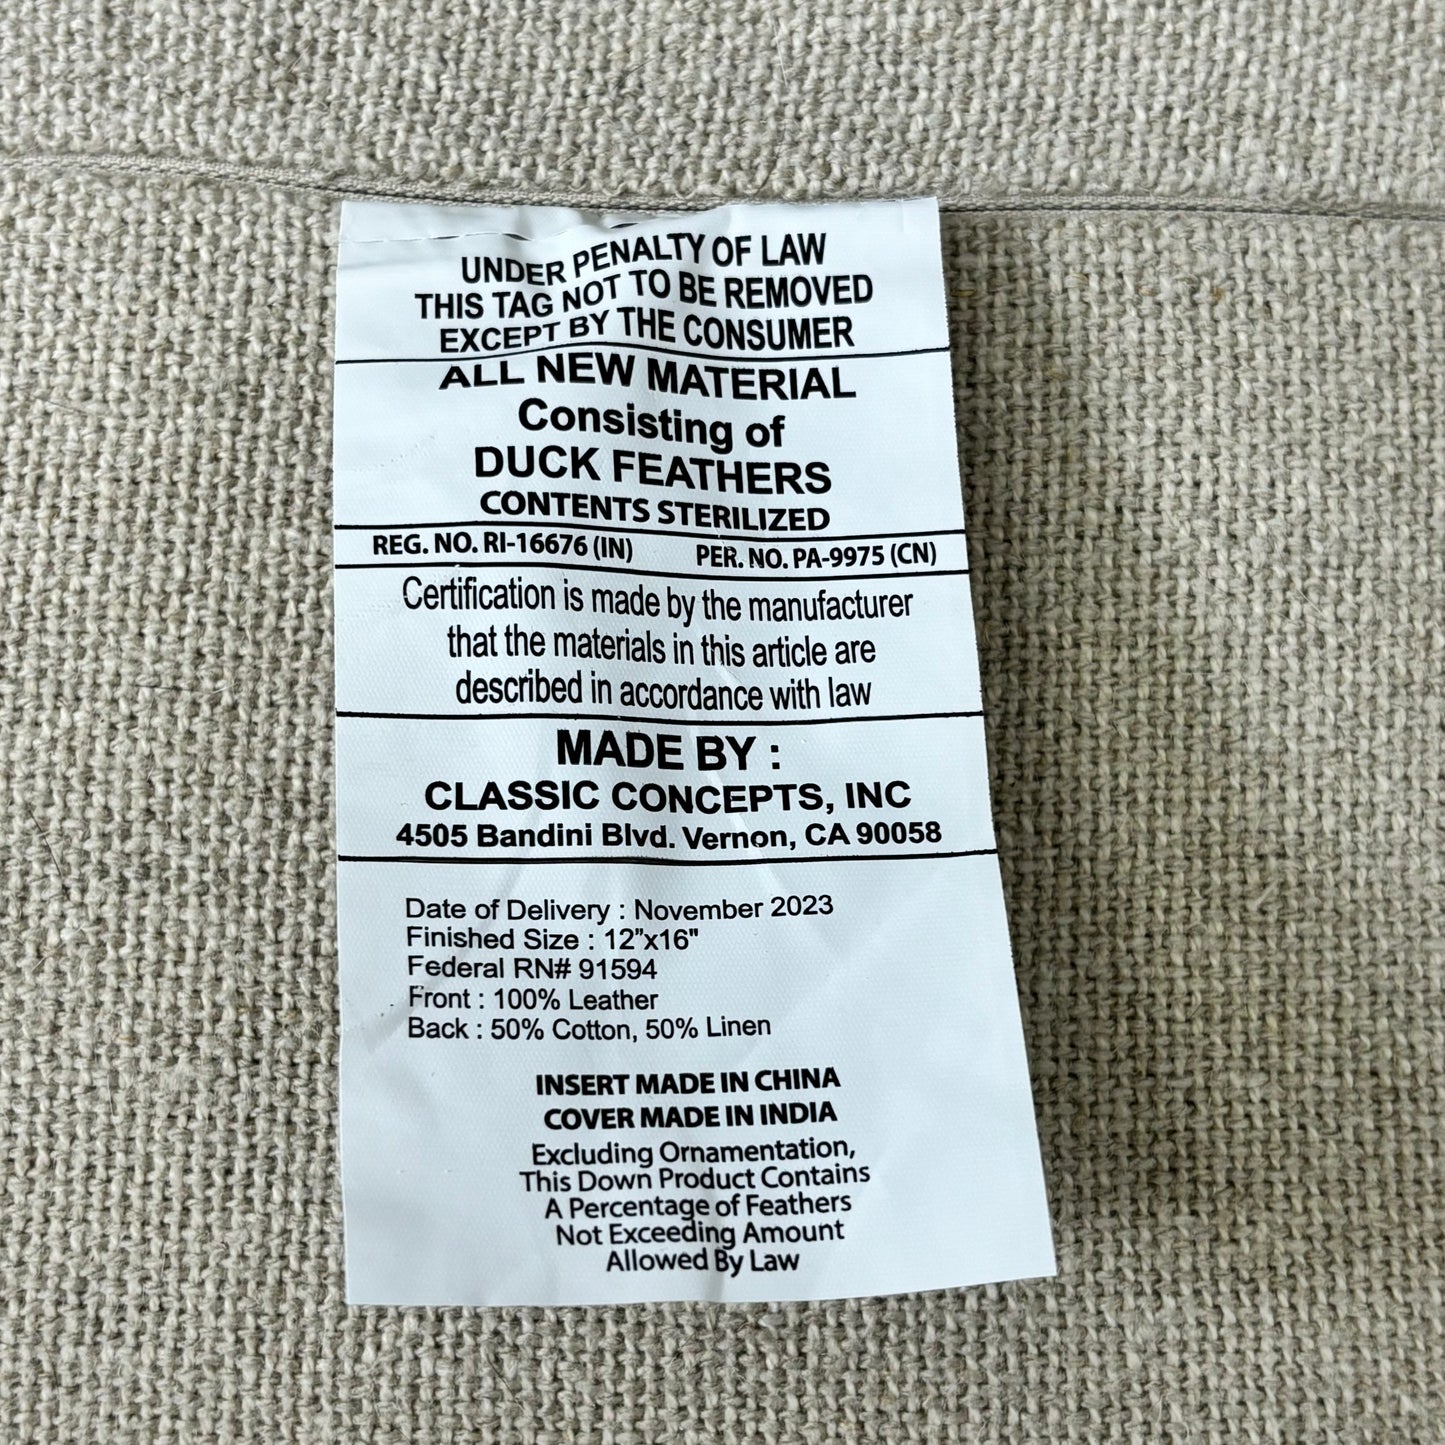 UNDER PENALTY OF LAW
THIS TAG NOT TO BE REMOVED
EXCEPT BY THE CONSUMER
ALL NEW MATERIAL
Consisting of
DUCK FEATHERS
CONTENTS STERILIZED
REG. NO. RI-16676 (IN) PER. NO. PA-9975 (CN)
Certification is made by the manufacturer
that the materials in this article are
described in accordance with law
MADE BY :
CLASSIC CONCEPTS, INC
4505 Bandini Blvd. Vernon, CA 90058
Date of Delivery : November 2023
Finished Size : 12”x16"
Federal RN# 91594
Front : 100% Leather
Back : 50% Cotton, 50% Linen
INSERT MADE IN CHINA
COVER MADE IN INDIA
Excluding Ornamentation,
This Down Product Contains
A Percentage of Feathers
Not Exceeding Amount
Allowed By Law